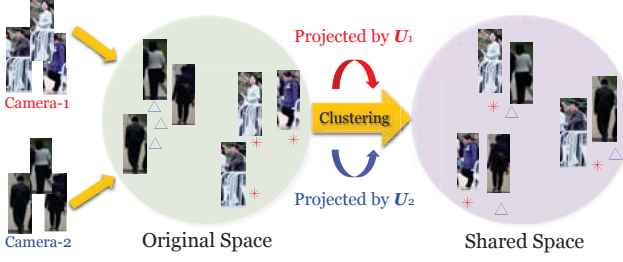 Camera-1
Camera-2
Original Space
Projected by U1
Clustering
Projected by U2
Shared Space